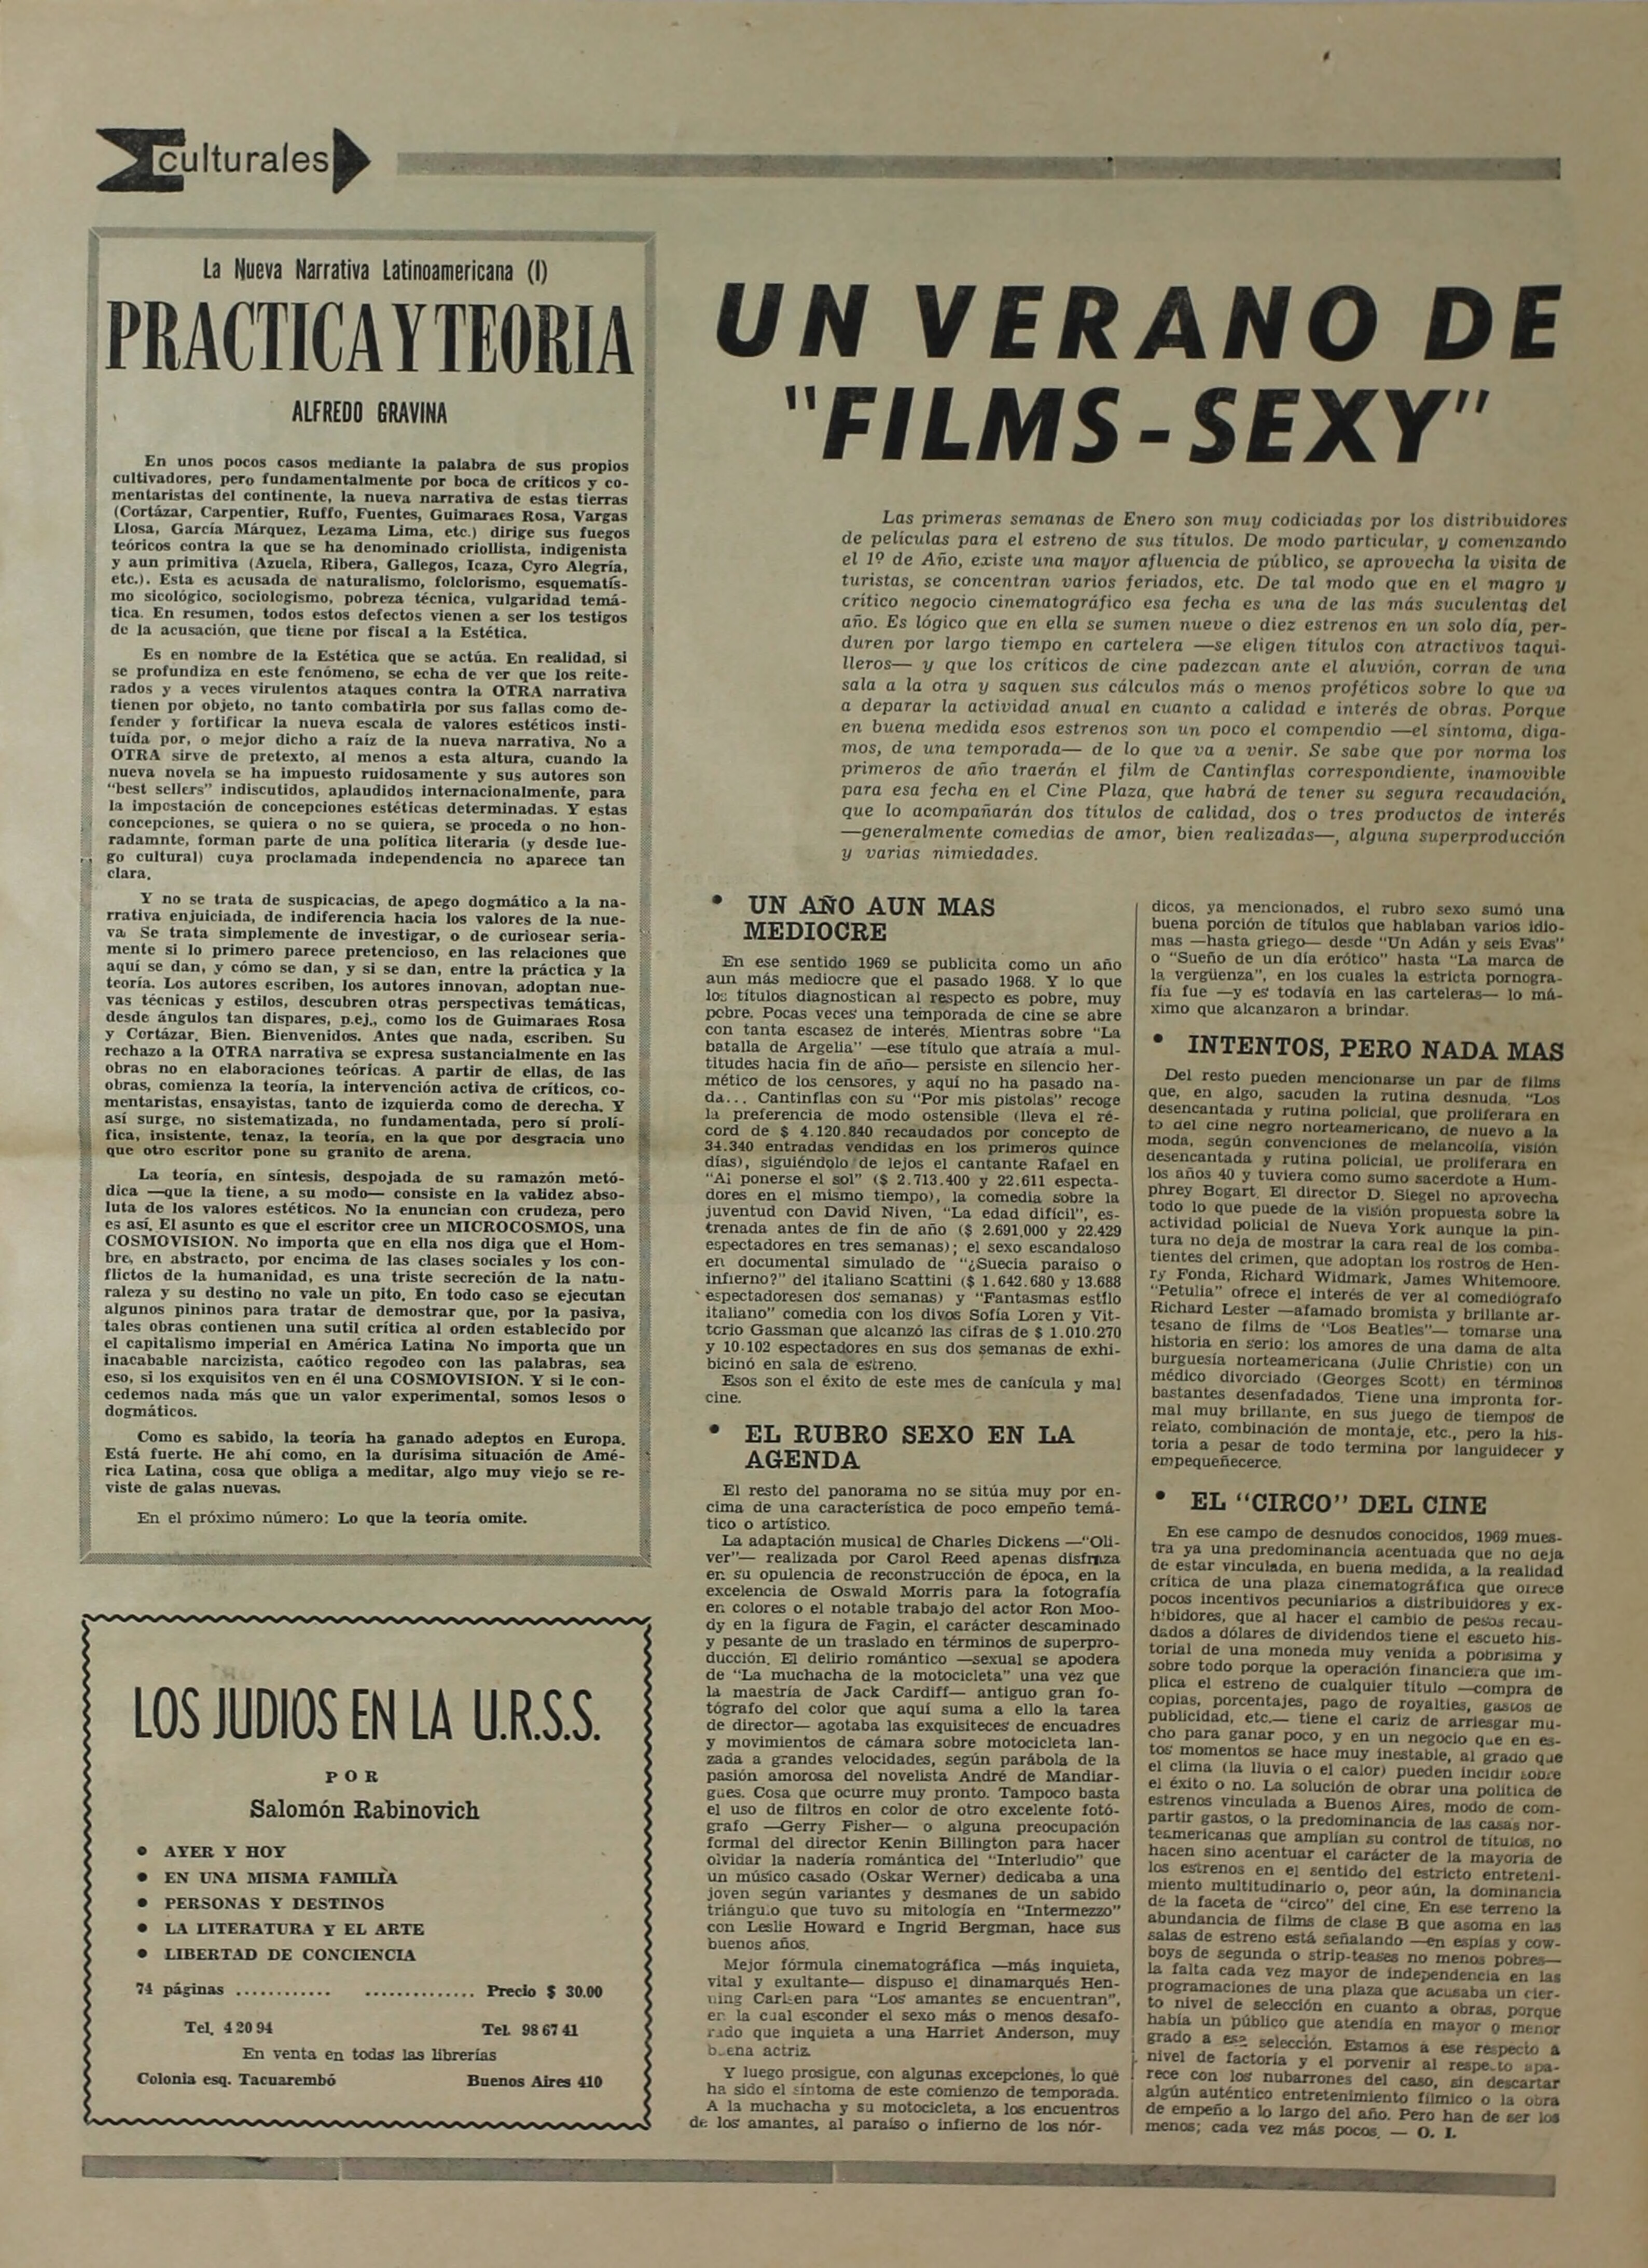 culturales
La Nueva Narrativa Latinoamericana (I)
PRACTICA Y TEORIA
ALFREDO GRAVINA
En unos pocos casos mediante la palabra de sus propios
cultivadores, pero fundamentalmente por boca de críticos y co-
mentaristas del continente, la nueva narrativa de estas tierras
(Cortázar, Carpentier, Ruffo, Fuentes, Guimaraes Rosa, Vargas
Llosa, García Márquez, Lezama Lima, etc.) dirige sus fuegos
teóricos contra la que se ha denominado criollista, indigenista
y aun primitiva (Azuela, Ribera, Gallegos, Icaza, Cyro Alegría,
etc.). Esta es acusada de naturalismo, folclorismo, esquematís-
mo sicológico, sociologismo, pobreza técnica, vulgaridad temá-
tica. En resumen, todos estos defectos vienen a ser los testigos
de la acusación, que tiene por fiscal a la Estética.
Es en nombre de la Estética que se actúa. En realidad, si
se profundiza en este fenómeno, se echa de ver que los reite-
rados y a veces virulentos ataques contra la OTRA narrativa
tienen por objeto, no tanto combatirla por sus fallas como de-
fender y fortificar la nueva escala de valores estéticos insti-
tuída por, o mejor dicho a raíz de la nueva narrativa. No a
OTRA sirve de pretexto, al menos a esta altura, cuando la
nueva novela se ha impuesto ruidosamente y sus autores son
"best sellers" indiscutidos, aplaudidos internacionalmente, para
la impostación de concepciones estéticas determinadas. Y estas
concepciones, se quiera o no se quiera, se proceda o no hon-
radamnte, forman parte de una política literaria (y desde lue-
go cultural) cuya proclamada independencia no aparece tan
clara.
Y no se trata de suspicacias, de apego dogmático a la na-
rrativa enjuiciada, de indiferencia hacia los valores de la nue-
va. Se trata simplemente de investigar, o de curiosear seria-
mente si lo primero parece pretencioso, en las relaciones que
aquí se dan, y cómo se dan, y si se dan, entre la práctica y la
teoría. Los autores escriben, los autores innovan, adoptan nue-
vas técnicas y estilos, descubren otras perspectivas temáticas,
desde ángulos tan dispares, p.ej., como los de Guimaraes Rosa
y Cortázar. Bien. Bienvenidos. Antes que nada, escriben. Su
rechazo a la OTRA narrativa se expresa sustancialmente en las
obras no en elaboraciones teóricas. A partir de ellas, de las
obras, comienza la teoría, la intervención activa de críticos, co-
mentaristas, ensayistas, tanto de izquierda como de derecha. Y
así surge, no sistematizada, no fundamentada, pero sí prolí-
fica, insistente, tenaz, la teoría, en la que por desgracia uno
que otro escritor pone su granito de arena.
La teoría, en síntesis, despojada de su ramazón metó-
dica —que la tiene, a su modo— consiste en la validez abso-
luta de los valores estéticos. No la enuncian con crudeza, pero
es así. El asunto es que el escritor cree un MICROCOSMOS, una
COSMOVISION. No importa que en ella nos diga que el Hom-
bre, en abstracto, por encima de las clases sociales y los con-
flictos de la humanidad, es una triste secreción de la natu-
raleza y su destino no vale un pito. En todo caso se ejecutan
algunos pininos para tratar de demostrar que, por la pasiva,
tales obras contienen una sutil crítica al orden establecido por
el capitalismo imperial en América Latina No importa que un
inacabable narcizista, caótico regodeo con las palabras, sea
eso, si los exquisitos ven en él una COSMOVISION. Y si le con-
cedemos nada más que un valor experimental, somos lesos o
dogmáticos.
Como es sabido, la teoría ha ganado adeptos en Europa.
Está fuerte. He ahí como, en la durísima situación de Amé-
rica Latina, cosa que obliga a meditar, algo muy viejo se re-
viste de galas nuevas.
En el próximo número: Lo que la teoría omite.
LOS JUDIOS EN LA U.R.S.S.
POR
Salomón Rabinovich
● AYER Y HOY
● EN UNA MISMA FAMILIÀ
● PERSONAS Y DESTINOS
● LA LITERATURA Y EL ARTE
● LIBERTAD DE CONCIENCIA
74 páginas ............ .............. Precio $ 30.00
Tel. 4 20 94 Tel. 98 67 41
En venta en todas las librerías
Colonia esq. Tacuarembó Buenos Aires 410
UN VERANO DE
"FILMS-SEXY"
Las primeras semanas de Enero son muy codiciadas por los distribuidores
de películas para el estreno de sus títulos. De modo particular, y comenzando
el 1º de Año, existe una mayor afluencia de público, se aprovecha la visita de
turistas, se concentran varios feriados, etc. De tal modo que en el magro y
crítico negocio cinematográfico esa fecha es una de las más suculentas del
año. Es lógico que en ella se sumen nueve o diez estrenos en un solo día, per-
duren por largo tiempo en cartelera —se eligen títulos con atractivos taqui-
lleros— y que los críticos de cine padezcan ante el aluvión, corran de una
sala a la otra y saquen sus cálculos más o menos proféticos sobre lo que va
a deparar la actividad anual en cuanto a calidad e interés de obras. Porque
en buena medida esos estrenos son un poco el compendio —el síntoma, diga-
mos, de una temporada— de lo que va a venir. Se sabe que por norma los
primeros de año traerán el film de Cantinflas correspondiente, inamovible
para esa fecha en el Cine Plaza, que habrá de tener su segura recaudación,
que lo acompañarán dos títulos de calidad, dos o tres productos de interés
—generalmente comedias de amor, bien realizadas—, alguna superproducción
y varias nimiedades.
• UN AÑO AUN MAS
MEDIOCRE
En ese sentido 1969 se publicita como un año
aun más mediocre que el pasado 1968. Y lo que
los títulos diagnostican al respecto es pobre, muy
pobre. Pocas veces una temporada de cine se abre
con tanta escasez de interés. Mientras sobre "La
batalla de Argelia" —ese título que atraía a mul-
titudes hacia fin de año— persiste en silencio her-
mético de los censores, y aquí no ha pasado na-
da... Cantinflas con su "Por mis pistolas" recoge
la preferencia de modo ostensible (lleva el ré-
cord de $ 4.120.840 recaudados por concepto de
34.340 entradas vendidas en los primeros quince
días), siguiéndolo de lejos el cantante Rafael en
"Al ponerse el sol" ($ 2.713.400 y 22.611 especta-
dores en el mismo tiempo), la comedia sobre la
juventud con David Niven, "La edad difícil", es-
trenada antes de fin de año ($ 2.691.000 y 22.429
espectadores en tres semanas); el sexo escandaloso
en documental simulado de "¿Suecia paraíso o
infierno?" del italiano Scattini ($ 1.642.680 y 13.688
espectadoresen dos semanas) y "Fantasmas estilo
italiano" comedia con los divos Sofía Loren y Vit-
torio Gassman que alcanzó las cifras de $ 1.010.270
y 10.102 espectadores en sus dos semanas de exhi-
bicinó en sala de estreno.
Esos son el éxito de este mes de canícula y mal
cine.
• EL RUBRO SEXO EN LA
AGENDA
El resto del panorama no se sitúa muy por en-
cima de una característica de poco empeño temá-
tico o artístico.
La adaptación musical de Charles Dickens —"Oli-
ver"— realizada por Carol Reed apenas disfraza
en su opulencia de reconstrucción de época, en la
excelencia de Oswald Morris para la fotografía
en colores o el notable trabajo del actor Ron Moo-
dy en la figura de Fagin, el carácter descaminado
y pesante de un traslado en términos de superpro-
ducción. El delirio romántico —sexual se apodera
de "La muchacha de la motocicleta" una vez que
la maestría de Jack Cardiff— antiguo gran fo-
tógrafo del color que aquí suma a ello la tarea
de director— agotaba las exquisiteces de encuadres
y movimientos de cámara sobre motocicleta lan-
zada a grandes velocidades, según parábola de la
pasión amorosa del novelista André de Mandiar-
gues. Cosa que ocurre muy pronto. Tampoco basta
el uso de filtros en color de otro excelente fotó-
grafo —Gerry Fisher— o alguna preocupación
formal del director Kenin Billington para hacer
olvidar la nadería romántica del "Interludio" que
un músico casado (Oskar Werner) dedicaba a una
joven según variantes y desmanes de un sabido
triángulo que tuvo su mitología en "Intermezzo"
con Leslie Howard e Ingrid Bergman, hace sus
buenos años.
Mejor fórmula cinematográfica —más inquieta,
vital y exultante— dispuso el dinamarqués Hen-
ning Carlsen para "Los amantes se encuentran",
en la cual esconder el sexo más o menos desafo-
rado que inquieta a una Harriet Anderson, muy
buena actriz
Y luego prosigue, con algunas excepciones, lo que
ha sido el síntoma de este comienzo de temporada.
A la muchacha y su motocicleta, a los encuentros
de los amantes, al paraíso o infierno de los nór-
dicos, ya mencionados, el rubro sexo sumó una
buena porción de títulos que hablaban varios idio-
mas —hasta griego— desde "Un Adán y seis Evas"
o "Sueño de un día erótico" hasta "La marca de
la vergüenza", en los cuales la estricta pornogra-
fía fue —y es todavía en las carteleras— lo má-
ximo que alcanzaron a brindar.
• INTENTOS, PERO NADA MAS
Del resto pueden mencionarse un par de films
que, en algo, sacuden la rutina desnuda. "Los
desencantada y rutina policial, que proliferara en
to del cine negro norteamericano, de nuevo a la
moda, según convenciones de melancolía, visión
desencantada y rutina policial, ue proliferara en
los años 40 y tuviera como sumo sacerdote a Hum-
phrey Bogart. El director D. Siegel no aprovecha
todo lo que puede de la visión propuesta sobre la
actividad policial de Nueva York aunque la pin-
tura no deja de mostrar la cara real de los comba-
tientes del crimen, que adoptan los rostros de Hen-
ry Fonda, Richard Widmark, James Whitemoore.
"Petulia" ofrece el interés de ver al comediógrafo
Richard Lester —afamado bromista y brillante ar-
tesano de films de "Los Beatles"— tomarse una
historia en serio: los amores de una dama de alta
burguesía norteamericana (Julie Christie) con un
médico divorciado (Georges Scott) en términos
bastantes desenfadados. Tiene una impronta for-
mal muy brillante, en sus juego de tiempos de
relato, combinación de montaje, etc., pero la his-
toria a pesar de todo termina por languidecer y
empequeñecerce.
• EL "CIRCO" DEL CINE
En ese campo de desnudos conocidos, 1969 mues-
tra ya una predominancia acentuada que no deja
de estar vinculada, en buena medida, a la realidad
crítica de una plaza cinematográfica que ofrece
pocos incentivos pecuniarios a distribuidores y ex-
hibidores, que al hacer el cambio de pesos recau-
dados a dólares de dividendos tiene el escueto his-
torial de una moneda muy venida a pobrísima y
sobre todo porque la operación financiera que im-
plica el estreno de cualquier título —compra de
copias, porcentajes, pago de royalties, gastos de
publicidad, etc.— tiene el cariz de arriesgar mu-
cho para ganar poco, y en un negocio que en es-
tos momentos se hace muy inestable, al grado que
el clima (la lluvia o el calor) pueden incidir sobre
el éxito o no. La solución de obrar una política de
estrenos vinculada a Buenos Aires, modo de com-
partir gastos, o la predominancia de las casas nor-
teamericanas que amplían su control de títulos, no
hacen sino acentuar el carácter de la mayoría de
los estrenos en el sentido del estricto entreteni-
miento multitudinario o, peor aún, la dominancia
de la faceta de "circo" del cine. En ese terreno la
abundancia de films de clase B que asoma en las
salas de estreno está señalando —en espías y cow-
boys de segunda o strip-teases no menos pobres—
la falta cada vez mayor de independencia en las
programaciones de una plaza que acusaba un cier-
to nivel de selección en cuanto a obras, porque
había un público que atendía en mayor o menor
grado a esa selección. Estamos a ese respecto a
nivel de factoría y el porvenir al respecto apa-
rece con los nubarrones del caso, sin descartar
algún auténtico entretenimiento fílmico o la obra
de empeño a lo largo del año. Pero han de ser los
menos; cada vez más pocos. — O. I.